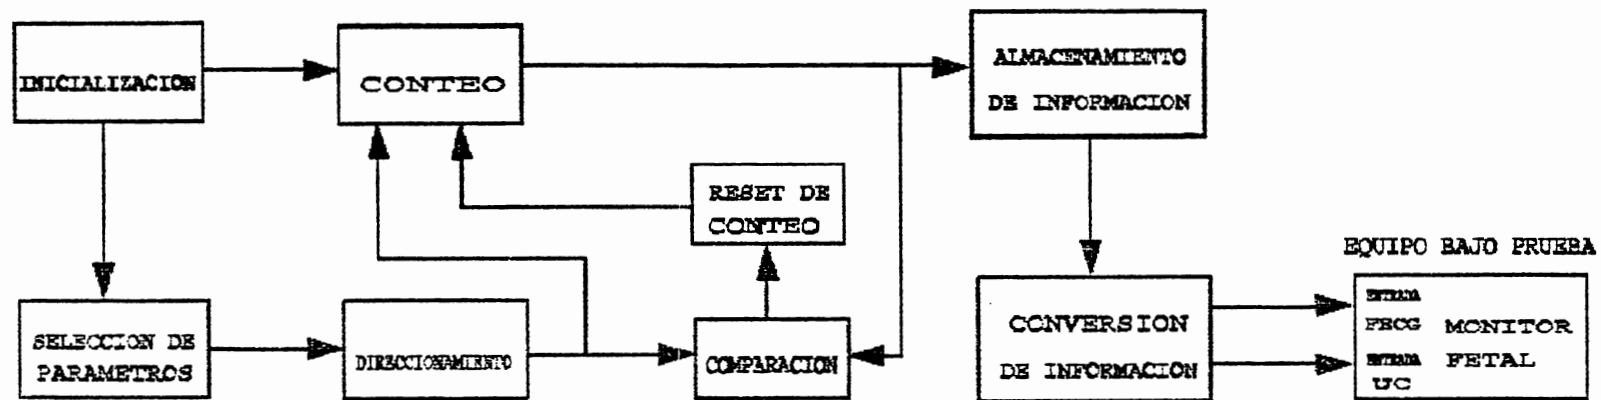 INICIALIZACION
CONTEO
ALMACENAMIENTO
DE INFORMACION
RESET DE
CONTEO
SELECCION DE
PARAMETROS
DIRECCIONAMIENTO
COMPARACION
CONVERSION
DE INFORMACION
EQUIPO BAJO PRUEBA
ENTRADA
FECG
MONITOR
ENTRADA
FETAL
UC